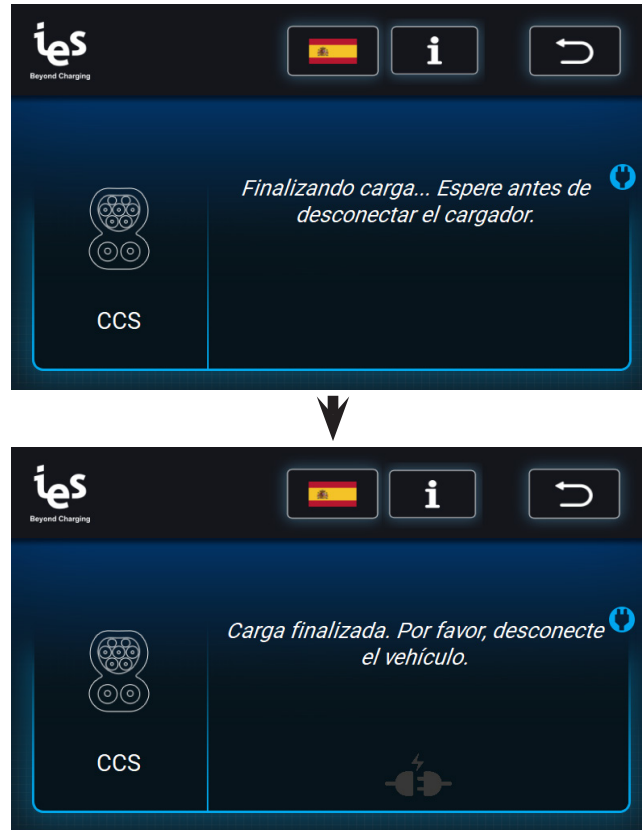 ies
Beyond Charging
i
Finalizando carga... Espere antes de
desconectar el cargador.
CCS
ies
Beyond Charging
i
Carga finalizada. Por favor, desconecte
el vehículo.
CCS